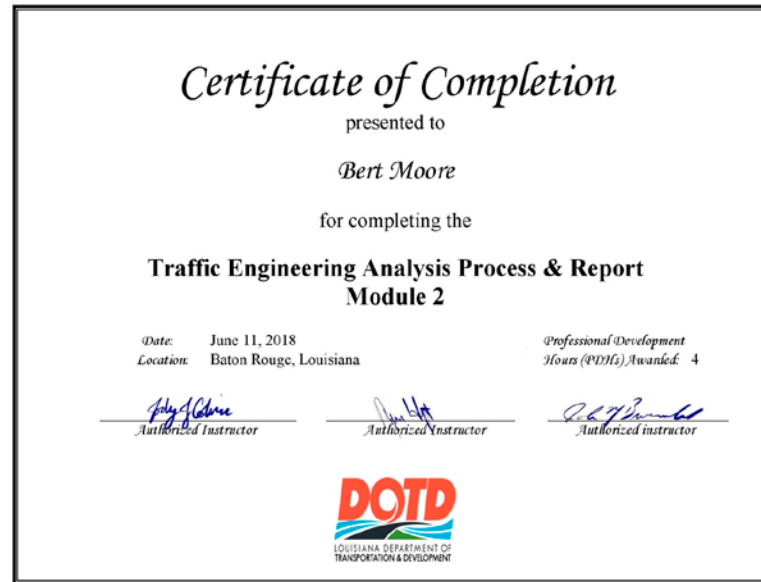 Certificate of Completion
presented to
Bert Moore
for completing the
Traffic Engineering Analysis Process & Report
Module 2
Date: June 11, 2018
Location: Baton Rouge, Louisiana
Professional Development
Hours (PDHs) Awarded: 4
Authorized Instructor
Authorized Instructor
Authorized instructor
DOTD
LOUISIANA DEPARTMENT OF
TRANSPORTATION & DEVELOPMENT